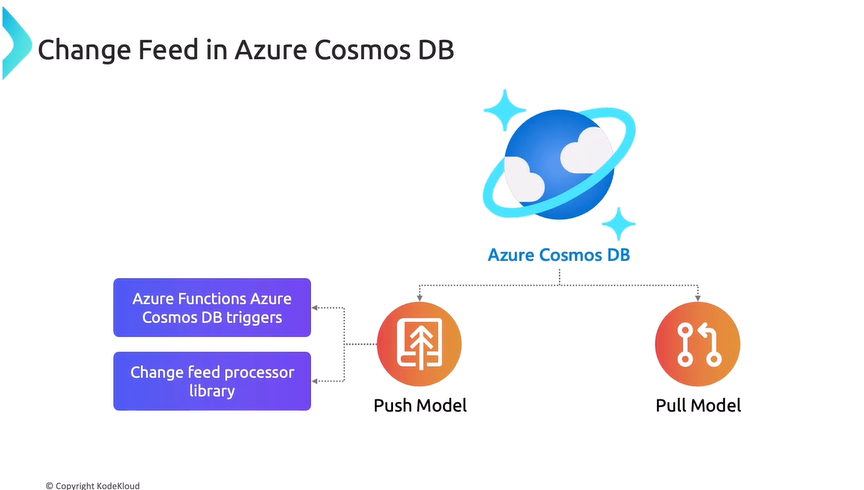 Change Feed in Azure Cosmos DB
Azure Cosmos DB
Azure Functions Azure
Cosmos DB triggers
Change feed processor
library
Push Model
Pull Model
© Copyright KodeKloud